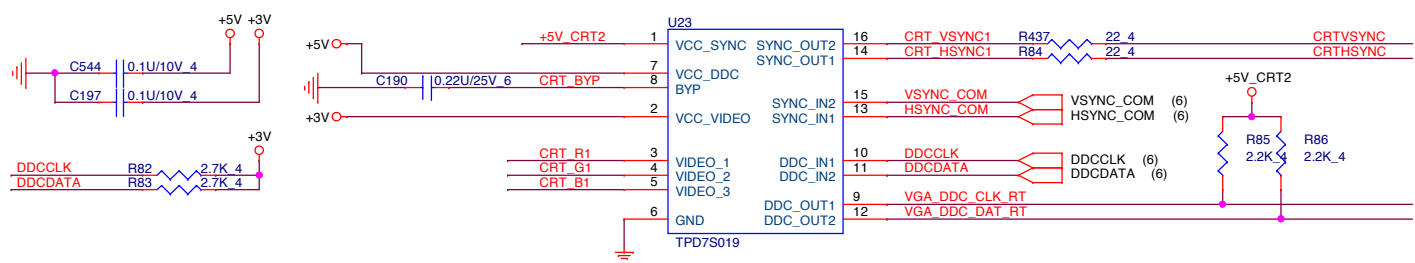 +5V +3V
C544 0.1U/10V_4
C197 0.1U/10V_4
+3V
DDCCLK R82 2.7K_4
DDCDATA R83 2.7K_4
+5V
C190 0.22U/25V_6 CRT_BYP
+3V
U23
+5V_CRT2 1 VCC_SYNC
7 VCC_DDC
8 BYP
2 VCC_VIDEO
CRT_R1 3 VIDEO_1
CRT_G1 4 VIDEO_2
CRT_B1 5 VIDEO_3
6 GND
TPD7S019
SYNC_OUT2 16 CRT_VSYNC1 R437 22_4 CRTVSYNC
SYNC_OUT1 14 CRT_HSYNC1 R84 22_4 CRTHSYNC
SYNC_IN2 15 VSYNC_COM VSYNC_COM (6)
SYNC_IN1 13 HSYNC_COM HSYNC_COM (6)
DDC_IN1 10 DDCCLK DDCCLK (6)
DDC_IN2 11 DDCDATA DDCDATA (6)
DDC_OUT1 9 VGA_DDC_CLK_RT
DDC_OUT2 12 VGA_DDC_DAT_RT
+5V_CRT2
R85 R86
2.2K_4 2.2K_4